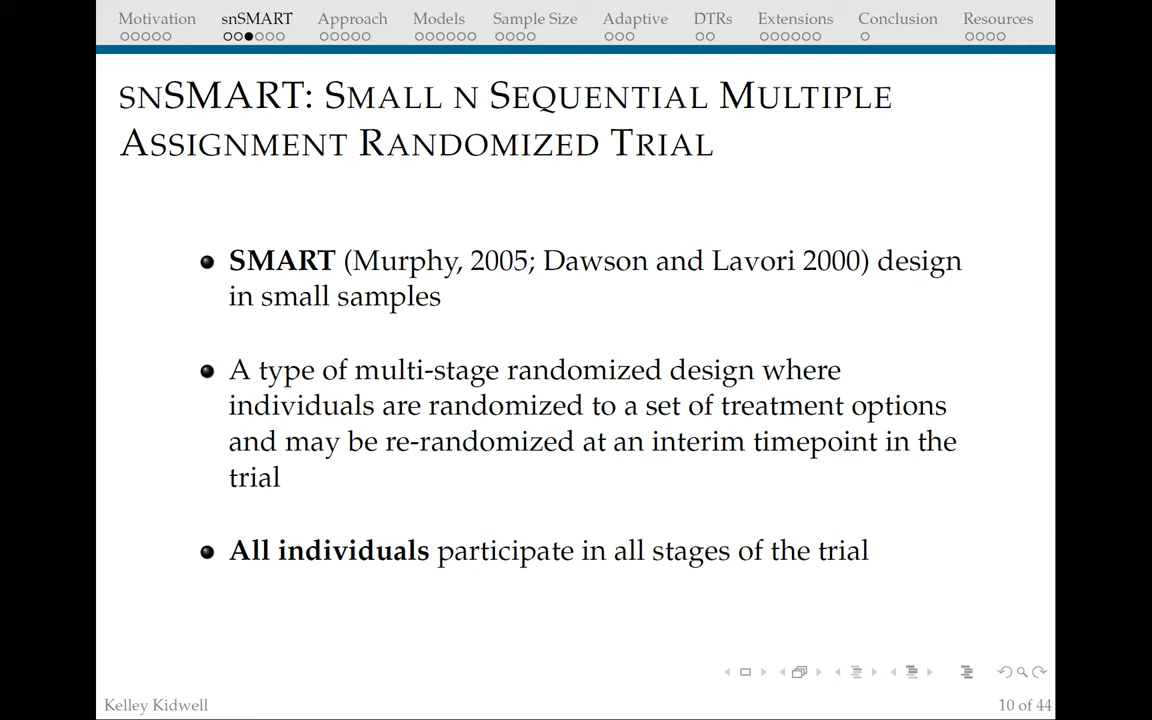 Motivation snSMART Approach Models Sample Size Adaptive DTRs Extensions Conclusion Resources
snSMART: Small n Sequential Multiple
Assignment Randomized Trial
SMART (Murphy, 2005; Dawson and Lavori 2000) design
in small samples
A type of multi-stage randomized design where
individuals are randomized to a set of treatment options
and may be re-randomized at an interim timepoint in the
trial
All individuals participate in all stages of the trial
Kelley Kidwell 10 of 44